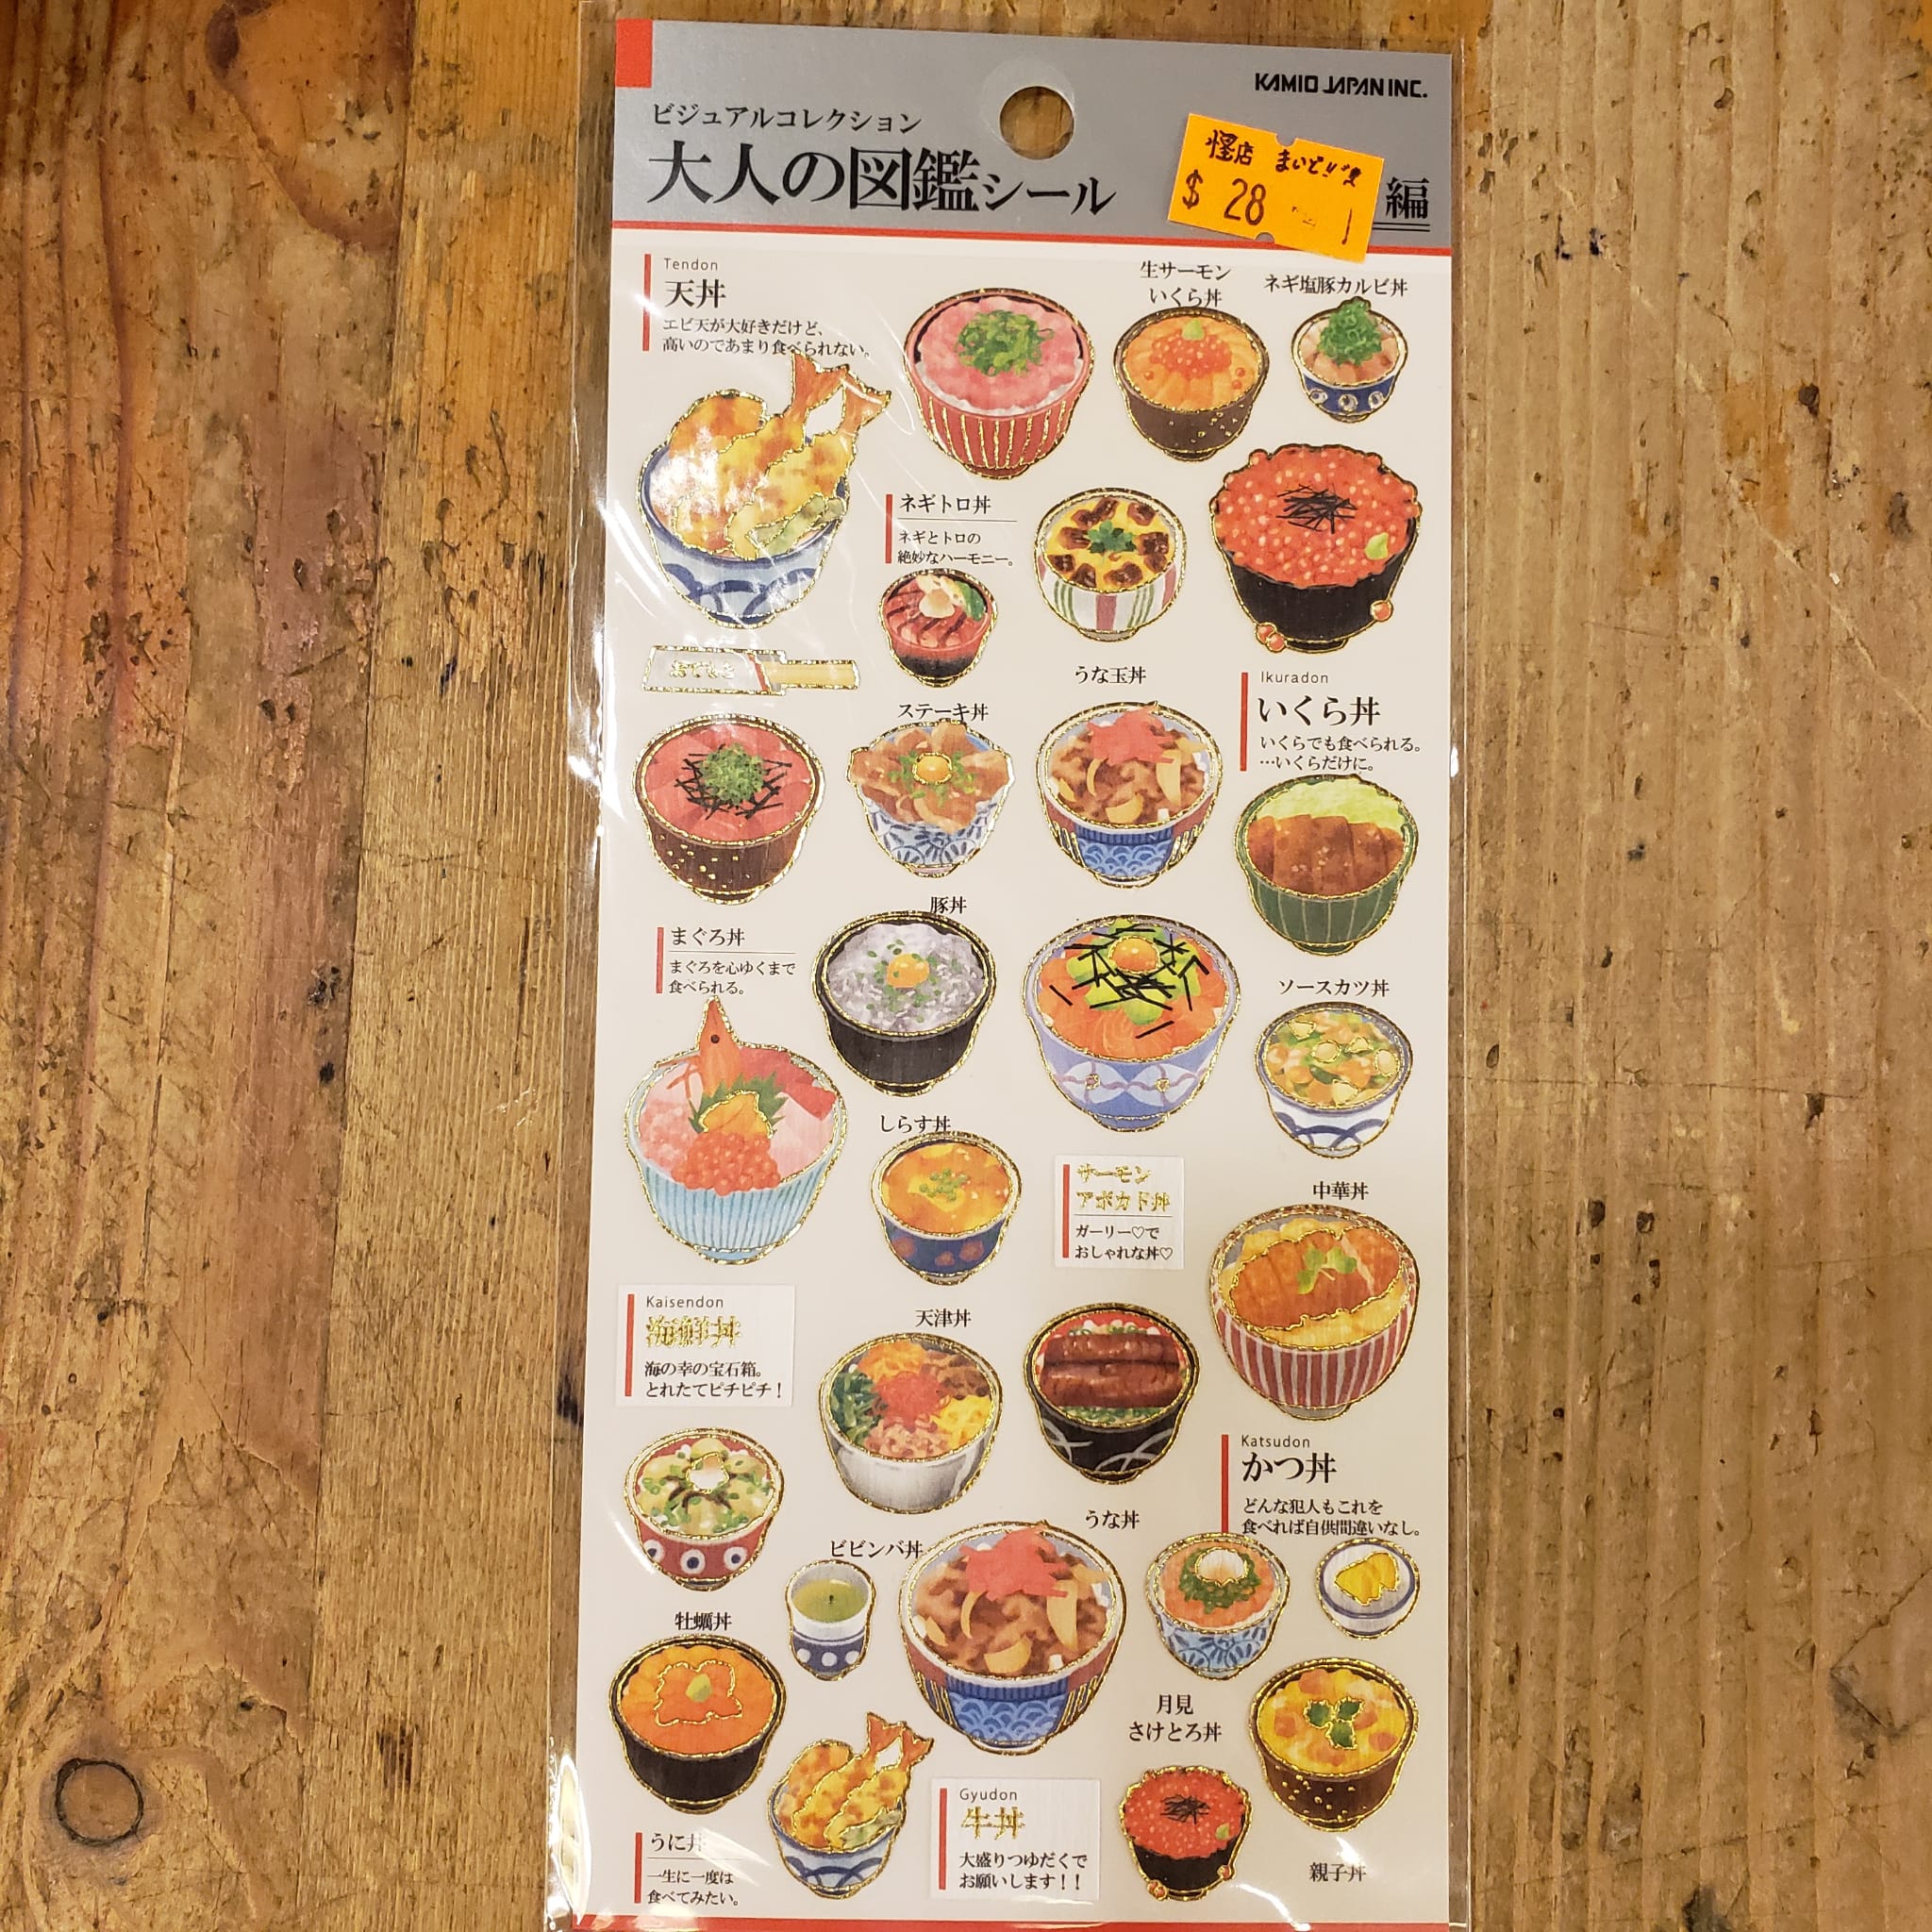 KAMIO JAPAN INC.
ビジュアルコレクション
大人の図鑑シール
編
$ 28
Tendon
天丼
エビ天が大好きだけど、
高いのであまり食べられない。
生サーモン
いくら丼
ネギ塩豚カルビ丼
ネギトロ丼
ネギとトロの
絶妙なハーモニー。
うな玉丼
Ikuradon
いくら丼
いくらでも食べられる。
…いくらだけに。
おてもと
ステーキ丼
豚丼
まぐろ丼
まぐろを心ゆくまで
食べられる。
ソースカツ丼
しらす丼
サーモン
アボカド丼
ガーリー♡で
おしゃれな丼♡
中華丼
Kaisendon
海鮮丼
海の幸の宝石箱。
とれたてピチピチ！
天津丼
Katsudon
かつ丼
どんな犯人もこれを
食べれば自供間違いなし。
うな丼
ビビンバ丼
牡蠣丼
月見
さけとろ丼
Gyudon
牛丼
大盛りつゆだくで
お願いします！！
うに丼
一生に一度は
食べてみたい。
親子丼